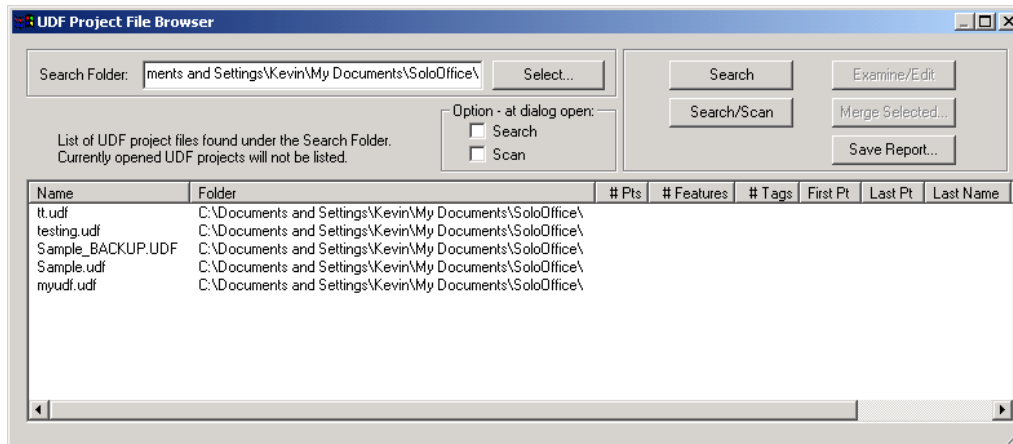 UDF Project File Browser
Search Folder: ments and Settings\Kevin\My Documents\SoloOffice\ Select...
Search Examine/Edit
Search/Scan Merge Selected...
Save Report...
Option - at dialog open:
Search
Scan
List of UDF project files found under the Search Folder.
Currently opened UDF projects will not be listed.
Name Folder # Pts # Features # Tags First Pt Last Pt Last Name
tt.udf C:\Documents and Settings\Kevin\My Documents\SoloOffice\
testing.udf C:\Documents and Settings\Kevin\My Documents\SoloOffice\
Sample_BACKUP.UDF C:\Documents and Settings\Kevin\My Documents\SoloOffice\
Sample.udf C:\Documents and Settings\Kevin\My Documents\SoloOffice\
myudf.udf C:\Documents and Settings\Kevin\My Documents\SoloOffice\